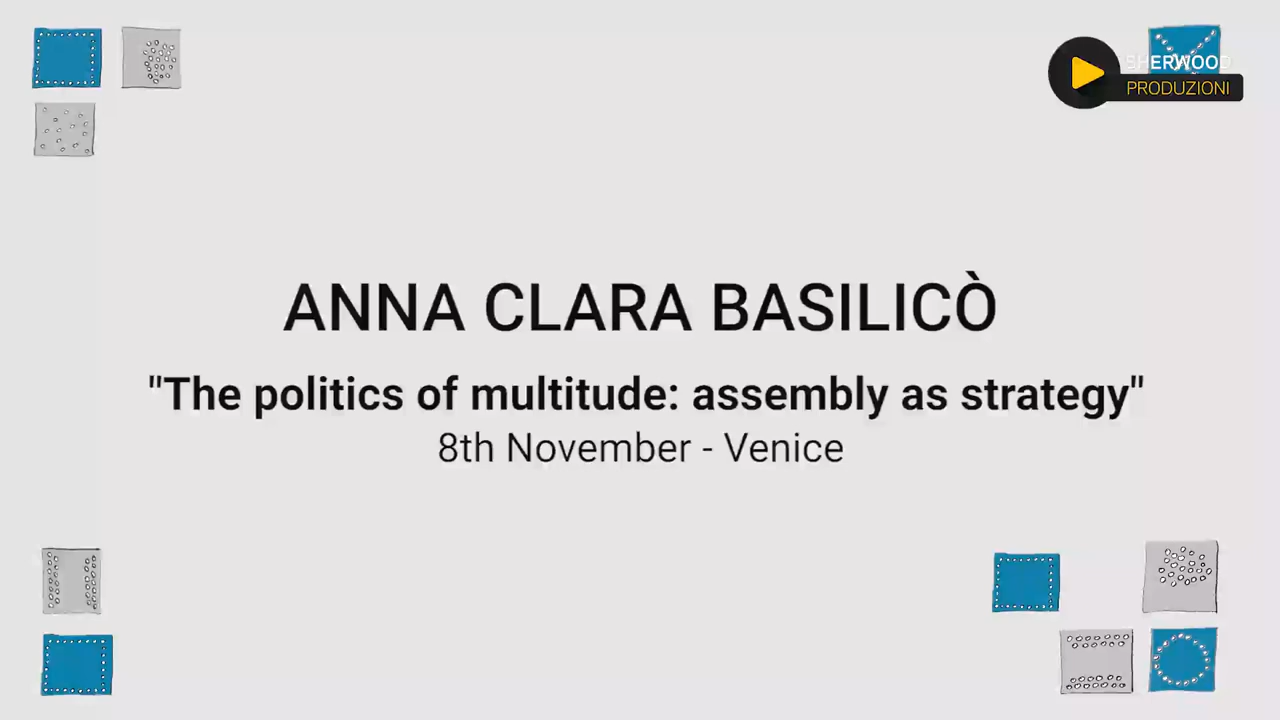 SHERWOOD
PRODUZIONI
ANNA CLARA BASILICÒ
"The politics of multitude: assembly as strategy"
8th November - Venice